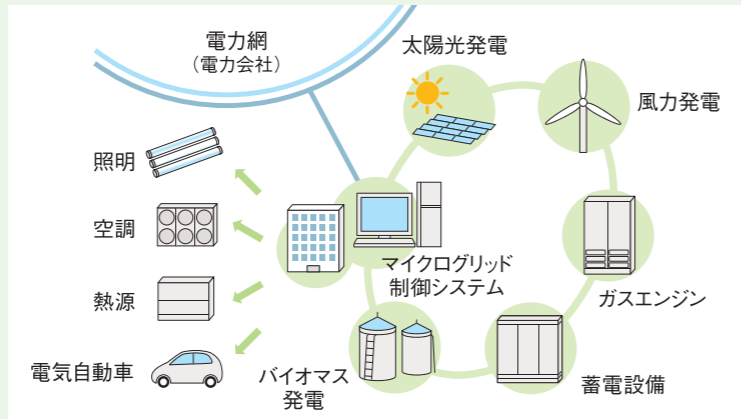 電力網
（電力会社）
太陽光発電
風力発電
照明
空調
熱源
電気自動車
マイクログリッド
制御システム
ガスエンジン
バイオマス
発電
蓄電設備